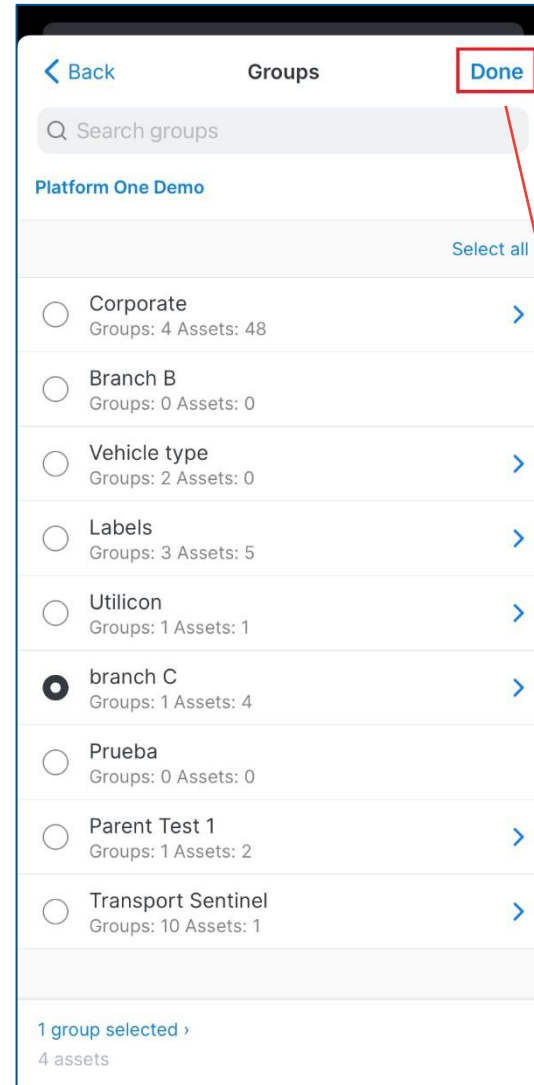 Back
Groups
Done
Search groups
Platform One Demo
Select all
Corporate
Groups: 4 Assets: 48
Branch B
Groups: 0 Assets: 0
Vehicle type
Groups: 2 Assets: 0
Labels
Groups: 3 Assets: 5
Utilicon
Groups: 1 Assets: 1
branch C
Groups: 1 Assets: 4
Prueba
Groups: 0 Assets: 0
Parent Test 1
Groups: 1 Assets: 2
Transport Sentinel
Groups: 10 Assets: 1
1 group selected ›
4 assets